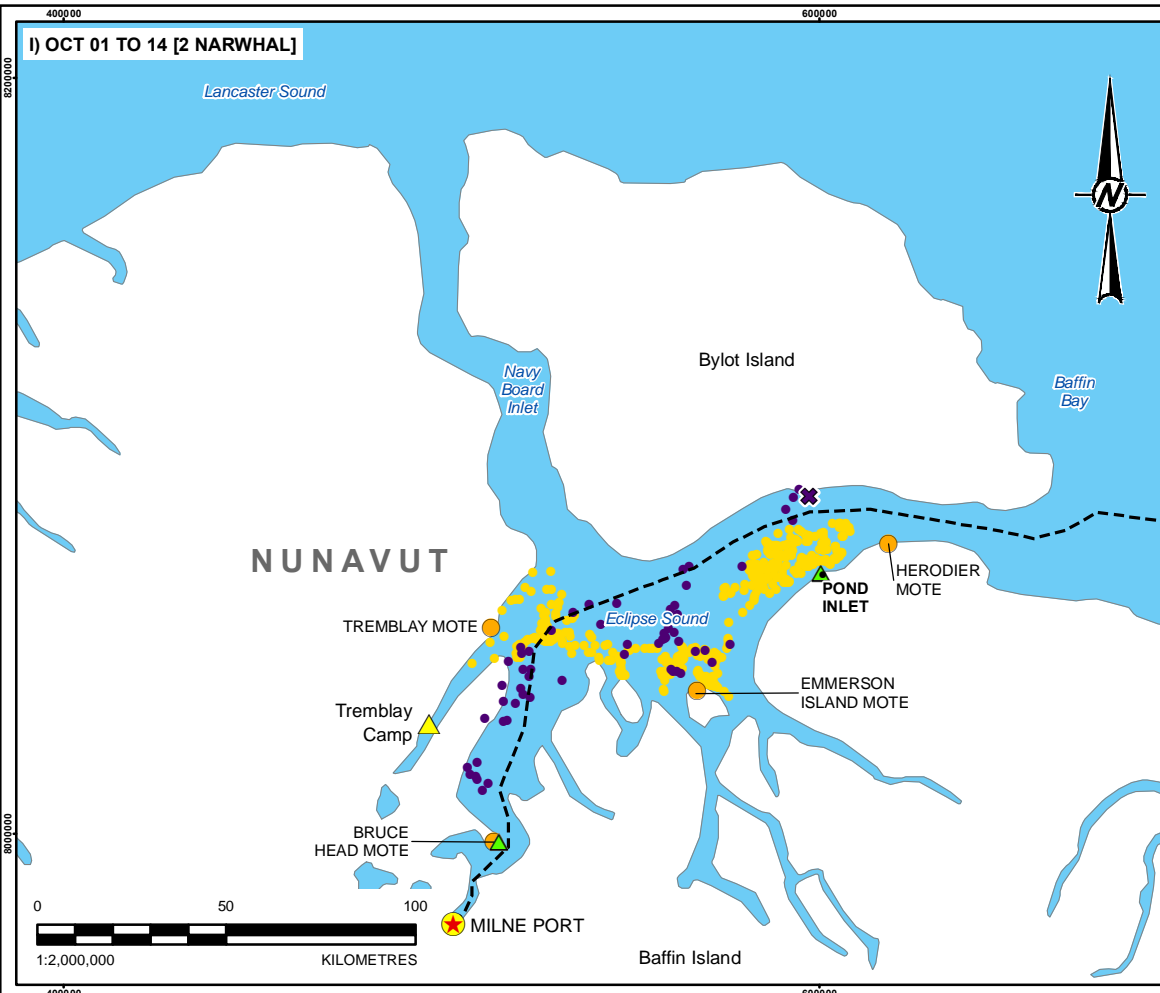 400000
600000
I) OCT 01 TO 14 [2 NARWHAL]
8200000
Lancaster Sound
N
Bylot Island
Navy
Board
Inlet
Baffin
Bay
NUNAVUT
HERODIER
MOTE
POND
INLET
TREMBLAY MOTE
Eclipse Sound
EMMERSON
ISLAND MOTE
Tremblay
Camp
8000000
BRUCE
HEAD MOTE
0 50 100
MILNE PORT
1:2,000,000 KILOMETRES
Baffin Island
400000
600000